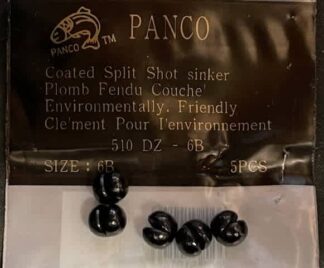 PANCO
PANCO TM
Coated Split Shot sinker
Plomb Fendu Couche'
Environmentally. Friendly
Cle'ment Pour l'environnement
510 DZ - 6B
SIZE : 6B 5PCS